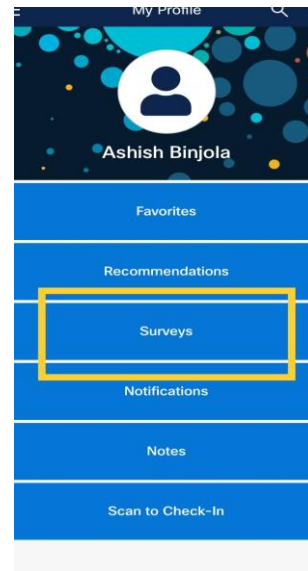 My Profile
Ashish Binjola
Favorites
Recommendations
Surveys
Notifications
Notes
Scan to Check-In